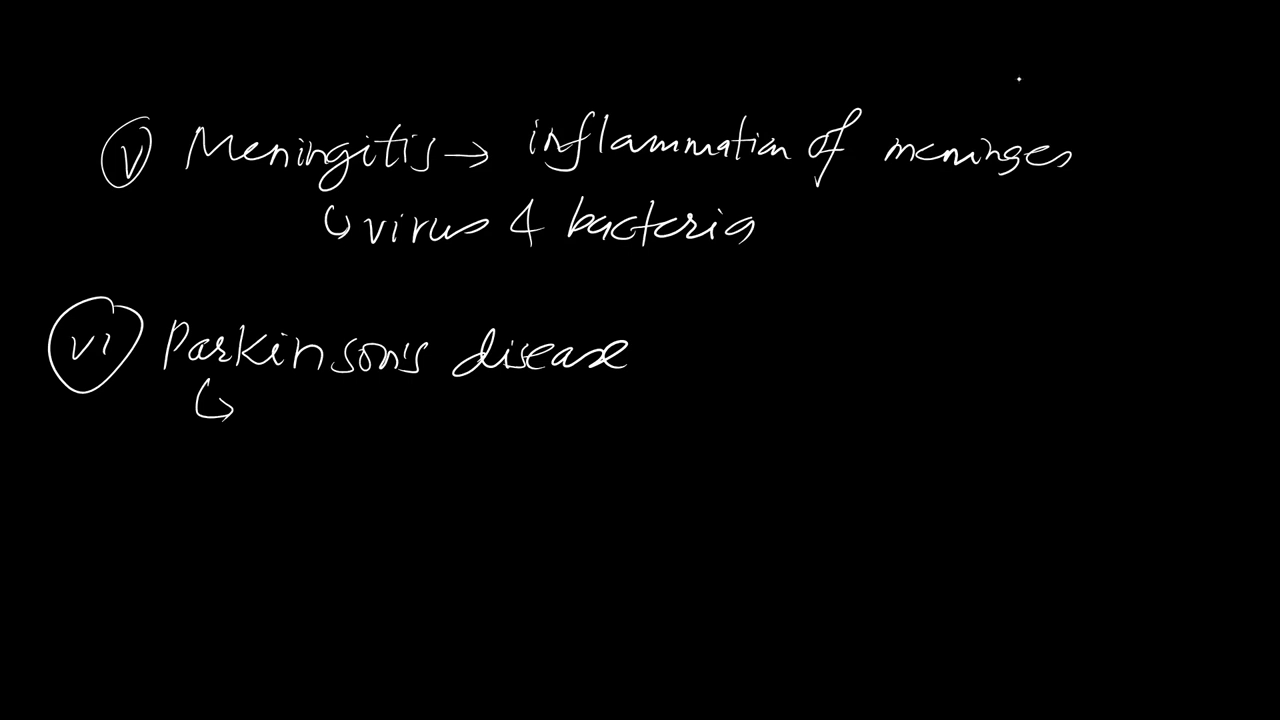 (v) Meningitis → inflammation of meninges
↳ virus & bacteria
(vi) Parkinson's disease
↳